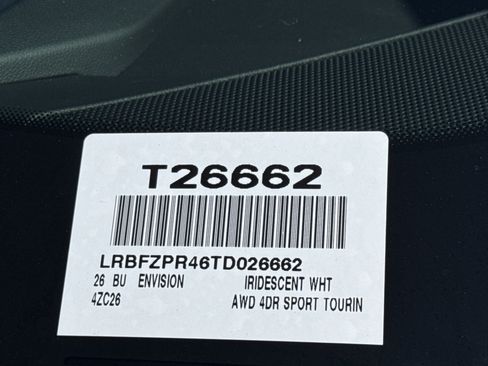 T26662
LRBFZPR46TD026662
26 BU ENVISION IRIDESCENT WHT
4ZC26 AWD 4DR SPORT TOURIN